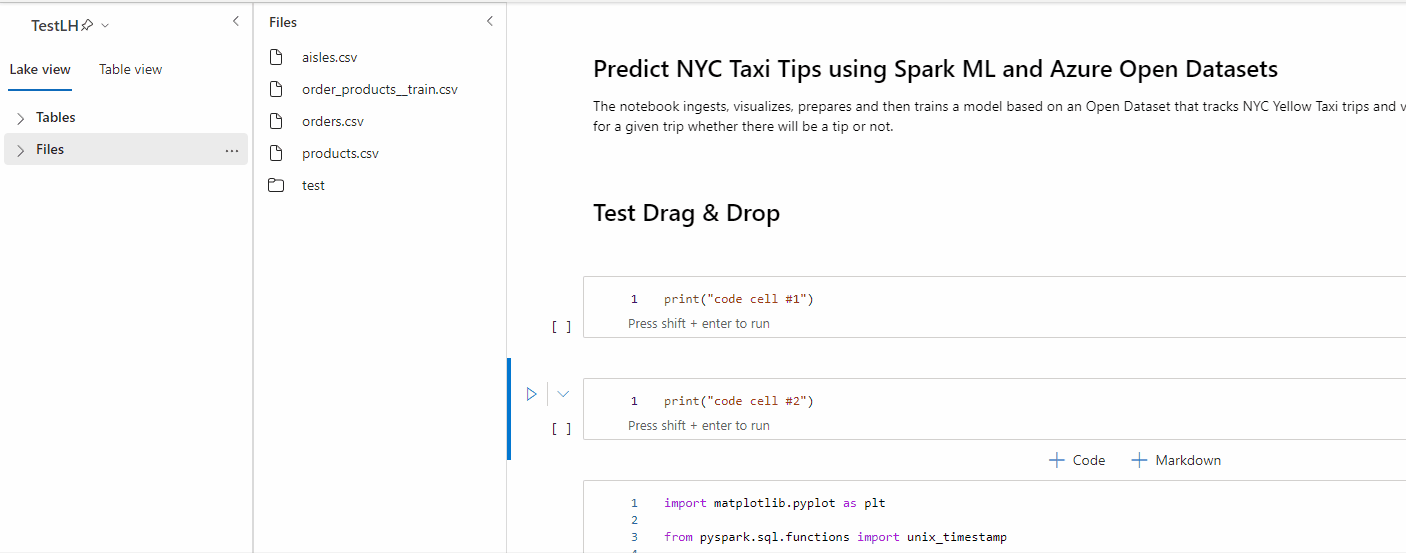 TestLH
Lake view
Table view
Tables
Files
...
Files
aisles.csv
order_products__train.csv
orders.csv
products.csv
test
Predict NYC Taxi Tips using Spark ML and Azure Open Datasets
The notebook ingests, visualizes, prepares and then trains a model based on an Open Dataset that tracks NYC Yellow Taxi trips and v
for a given trip whether there will be a tip or not.
Test Drag & Drop
1 print("code cell #1")
Press shift + enter to run
[ ]
1 print("code cell #2")
Press shift + enter to run
[ ]
+ Code + Markdown
1 import matplotlib.pyplot as plt
2
3 from pyspark.sql.functions import unix_timestamp